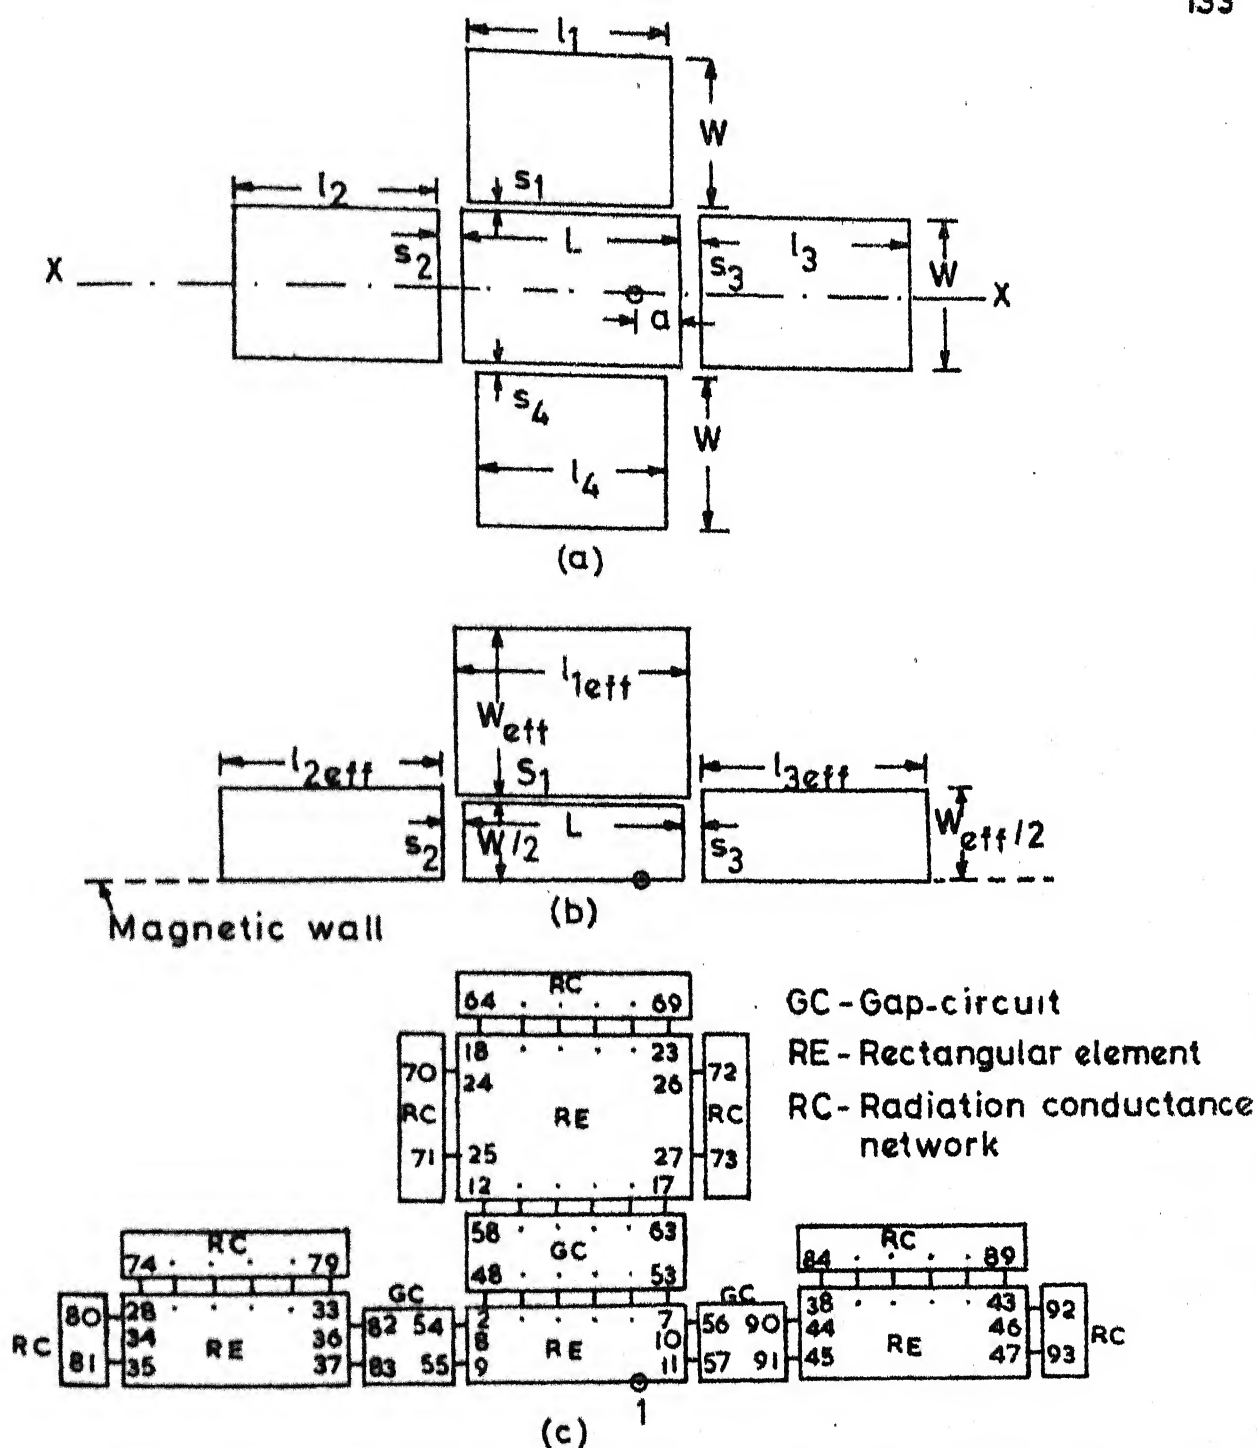 133
l1
W
s1
l2
L
l3
s2
s3
W
X
X
a
s4
W
l4
(a)
l1eff
Weff
l2eff
S1
l3eff
s2
W/2
L
s3
Weff/2
(b)
Magnetic wall
RC
64 69
GC - Gap-circuit
18 23
RE - Rectangular element
70 24 26 72
RC RE RC
RC - Radiation conductance
network
71 25 27 73
12 17
58 63
GC
48 53
RC
74 79
RC
84 89
GC
GC
80 28 33
82 54 2 7 56 90
38 43 92
RC 34 36 8 10 44 46 RC
RE RE RE
81 35 37 83 55 9 11 57 91 45 47 93
1
(c)